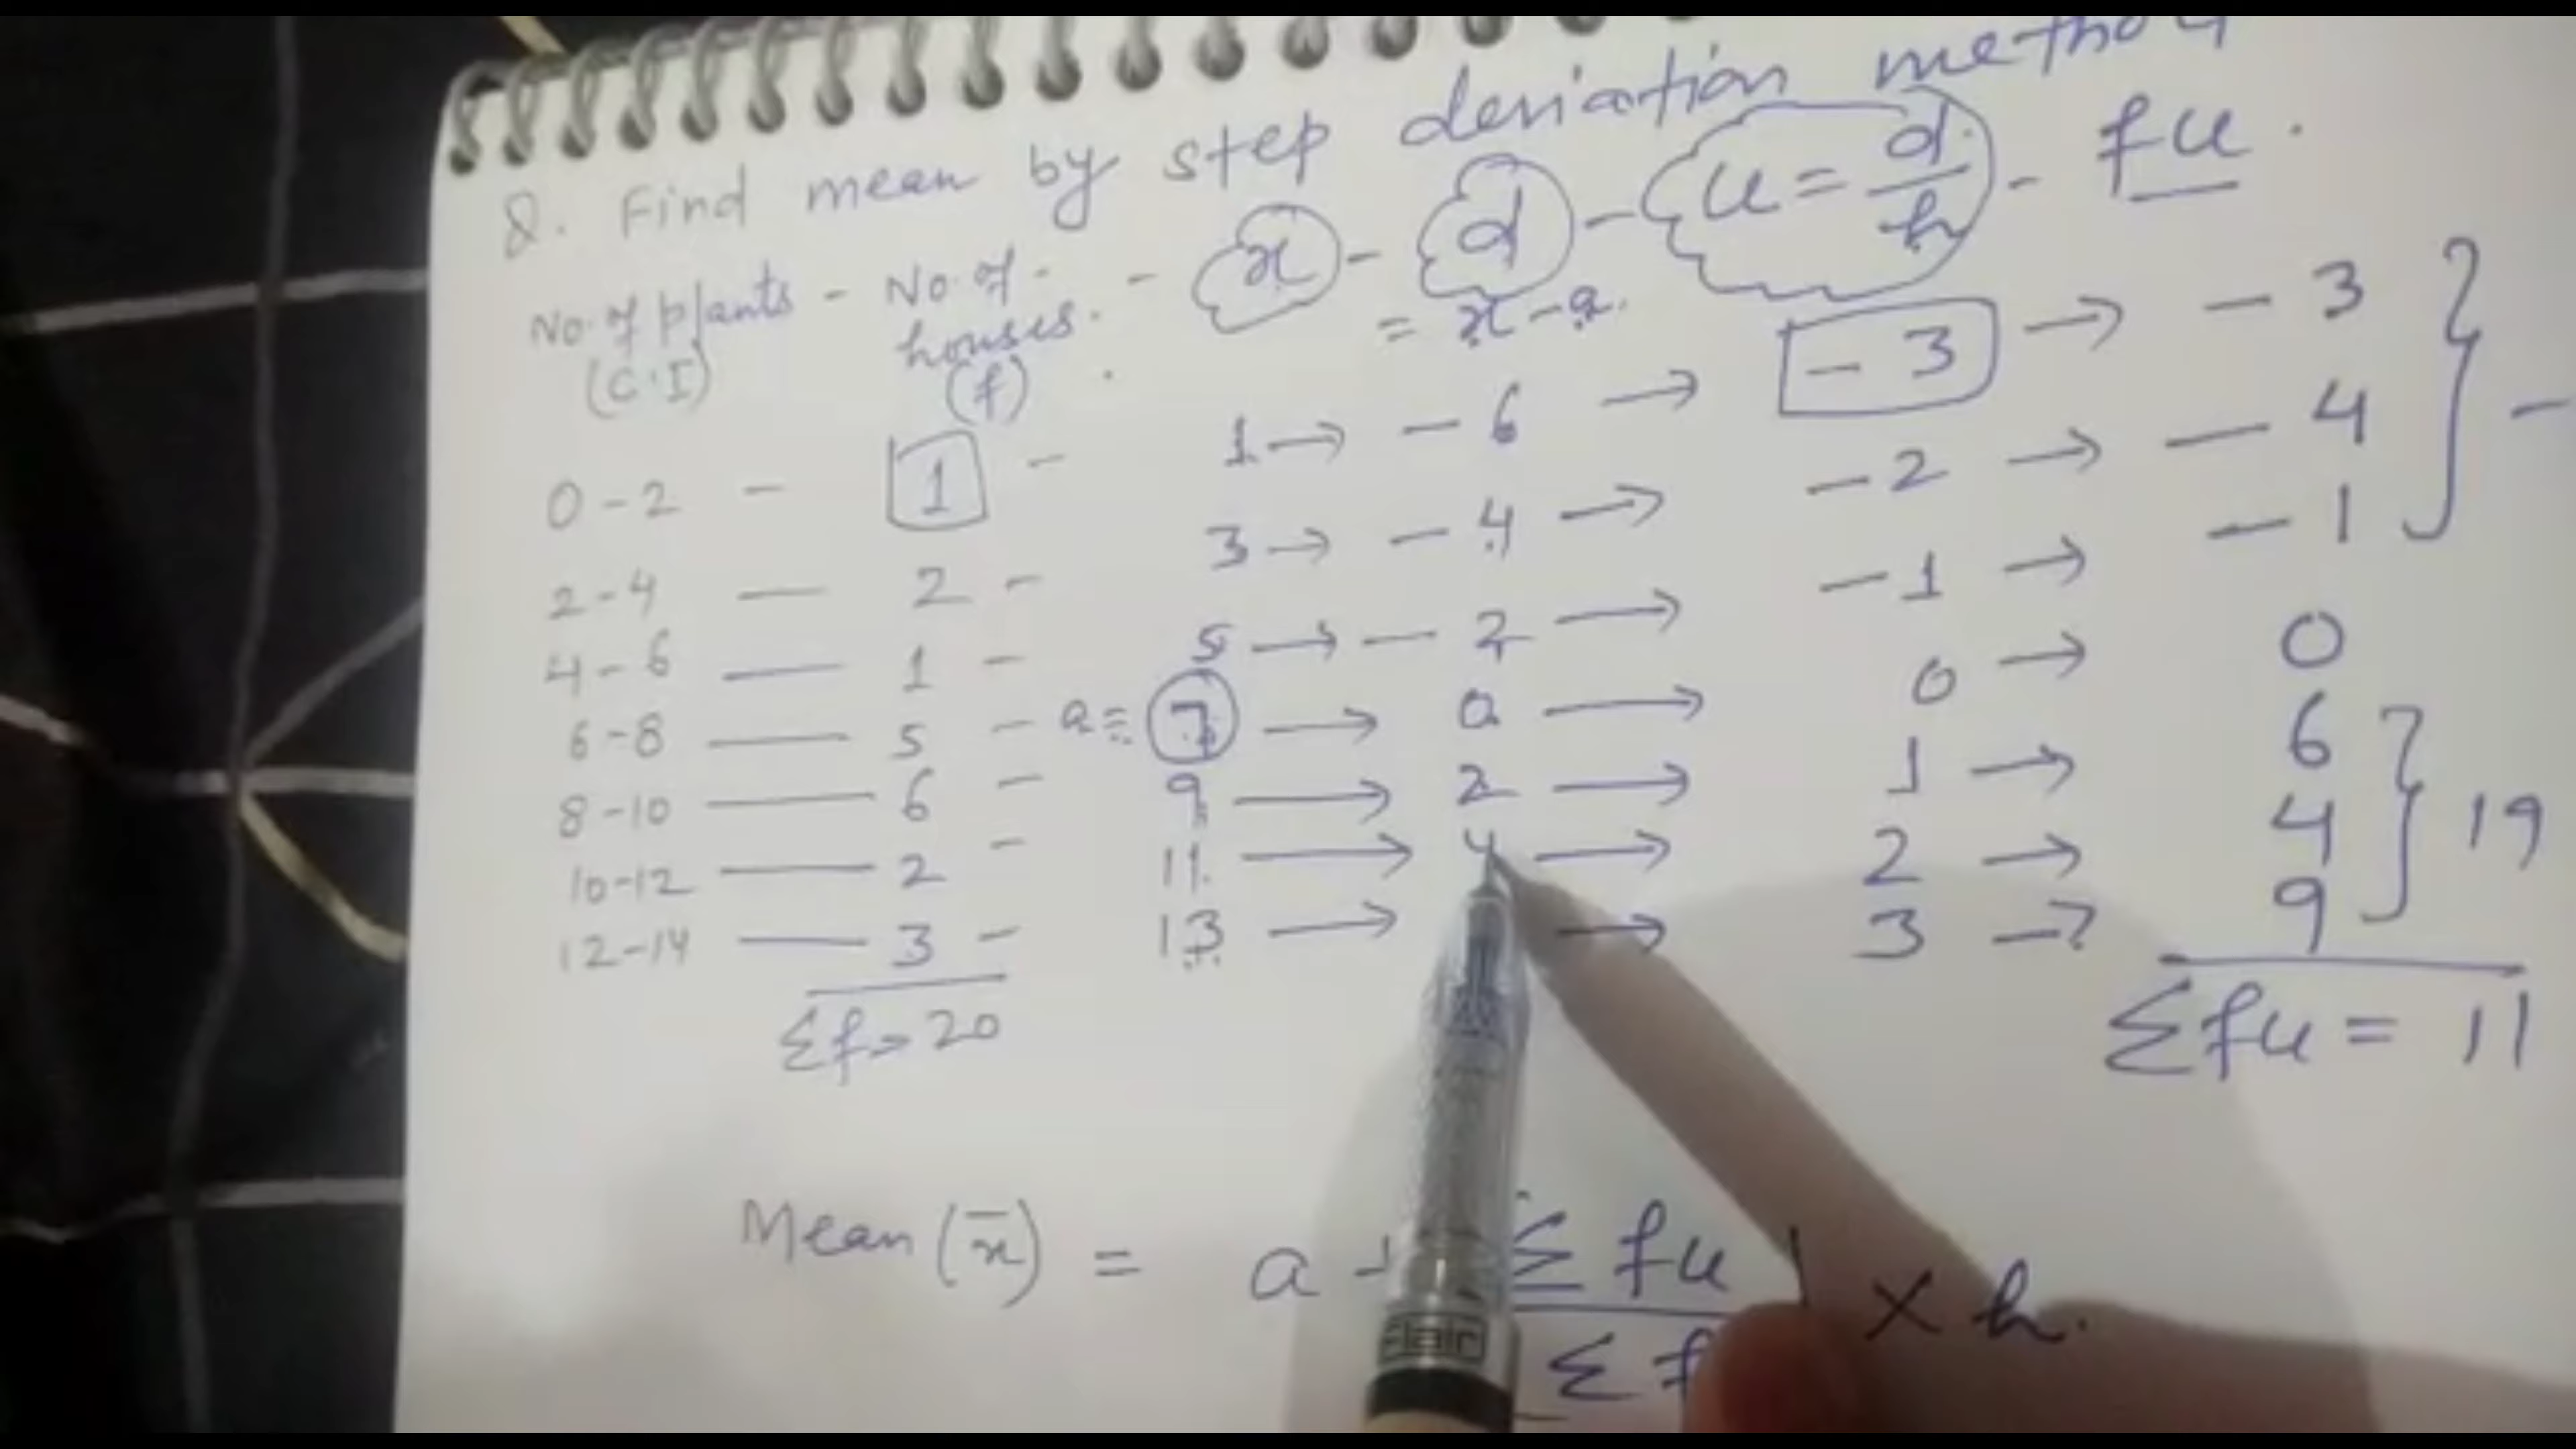 Q. Find mean by step deviation method
No. of plants - No. of houses. - x - d - u = d/h - fu.
(C.I) (f) = x - a.
0-2 - 1 - 1 → -6 → -3 → -3
2-4 — 2 - 3 → -4 → -2 → -4
4-6 — 1 - 5 → -2 → -1 → -1
6-8 — 5 - a = 7 → 0 → 0 → 0
8-10 — 6 - 9 → 2 → 1 → 6
10-12 — 2 - 11 → 4 → 2 → 4 } 19
12-14 — 3 - 13 → → 3 → 9
Σf = 20 Σfu = 11
Mean (x̄) = a + Σfu / Σf × h.
Flair